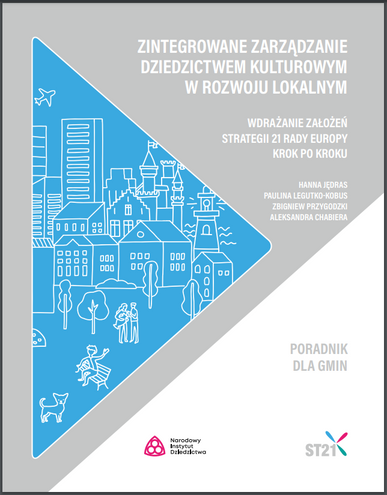 ZINTEGROWANE ZARZĄDZANIE
DZIEDZICTWEM KULTUROWYM
W ROZWOJU LOKALNYM
WDRAŻANIE ZAŁOŻEŃ
STRATEGII 21 RADY EUROPY
KROK PO KROKU
HANNA JĘDRAS
PAULINA LEGUTKO-KOBUS
ZBIGNIEW PRZYGODZKI
ALEKSANDRA CHABIERA
PORADNIK
DLA GMIN
Narodowy
Instytut
Dziedzictwa
ST21